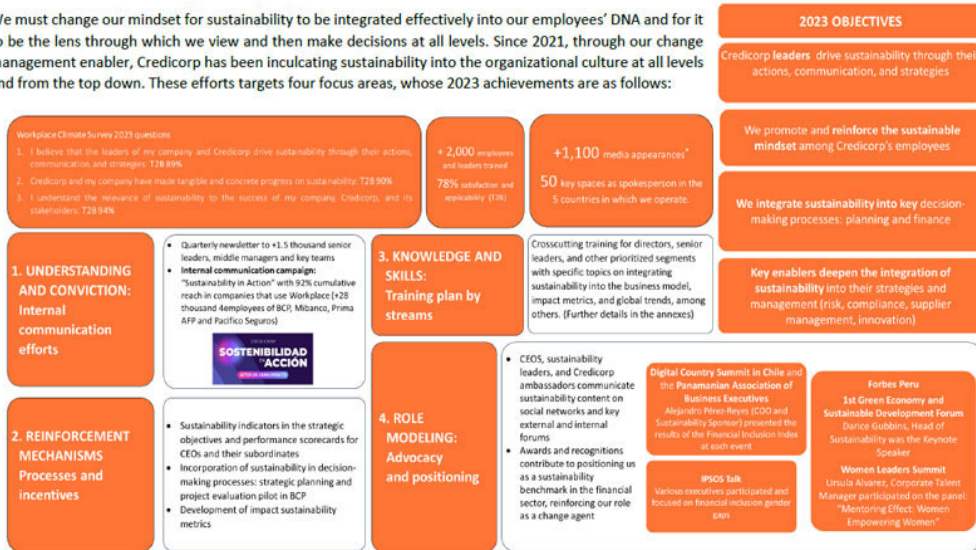 We must change our mindset for sustainability to be integrated effectively into our employees' DNA and for it
to be the lens through which we view and then make decisions at all levels. Since 2021, through our change
management enabler, Credicorp has been inculcating sustainability into the organizational culture at all levels
and from the top down. These efforts targets four focus areas, whose 2023 achievements are as follows:
2023 OBJECTIVES
Credicorp leaders drive sustainability through their
actions, communication, and strategies
We promote and reinforce the sustainable
mindset among Credicorp's employees
We integrate sustainability into key decision-
making processes: planning and finance
Key enablers deepen the integration of
sustainability into their strategies and
management (risk, compliance, supplier
management, innovation)
Workplace Climate Survey 2023 questions
1. I believe that the leaders of my company and Credicorp drive sustainability through their actions,
communication, and strategies: T2B 89%
2. Credicorp and my company have made tangible and concrete progress on sustainability: T2B 90%
3. I understand the relevance of sustainability to the success of my company, Credicorp, and its
stakeholders: T2B 94%
+ 2,000 employees
and leaders trained
78% satisfaction and
applicability (T2B)
+1,100 media appearances*
50 key spaces as spokesperson in the
5 countries in which we operate.
1. UNDERSTANDING
AND CONVICTION:
Internal
communication
efforts
• Quarterly newsletter to +1.5 thousand senior
leaders, middle managers and key teams
• Internal communication campaign:
"Sustainability in Action" with 92% cumulative
reach in companies that use Workplace (+28
thousand 4employees of BCP, Mibanco, Prima
AFP and Pacifico Seguros)
SOSTENIBILIDAD
EN ACCIÓN
3. KNOWLEDGE AND
SKILLS:
Training plan by
streams
Crosscutting training for directors, senior
leaders, and other prioritized segments
with specific topics on integrating
sustainability into the business model,
impact metrics, and global trends, among
others. (Further details in the annexes)
2. REINFORCEMENT
MECHANISMS
Processes and
incentives
• Sustainability indicators in the strategic
objectives and performance scorecards for
CEOs and their subordinates
• Incorporation of sustainability in decision-
making processes: strategic planning and
project evaluation pilot in BCP
• Development of impact sustainability
metrics
4. ROLE
MODELING:
Advocacy
and positioning
• CEOS, sustainability
leaders, and Credicorp
ambassadors communicate
sustainability content on
social networks and key
external and internal
forums
• Awards and recognitions
contribute to positioning us
as a sustainability
benchmark in the financial
sector, reinforcing our role
as a change agent
Digital Country Summit in Chile and
the Panamanian Association of
Business Executives
Alejandro Pérez-Reyes (COO and
Sustainability Sponsor) presented the
results of the Financial Inclusion Index
at each event
IPSOS Talk
Various executives participated and
focused on financial inclusion gender
gaps
Forbes Peru
1st Green Economy and
Sustainable Development Forum
Darice Gubbins, Head of
Sustainability was the Keynote
Speaker
Women Leaders Summit
Ursula Alvarez, Corporate Talent
Manager participated on the panel:
"Mentoring Effect: Women
Empowering Women"